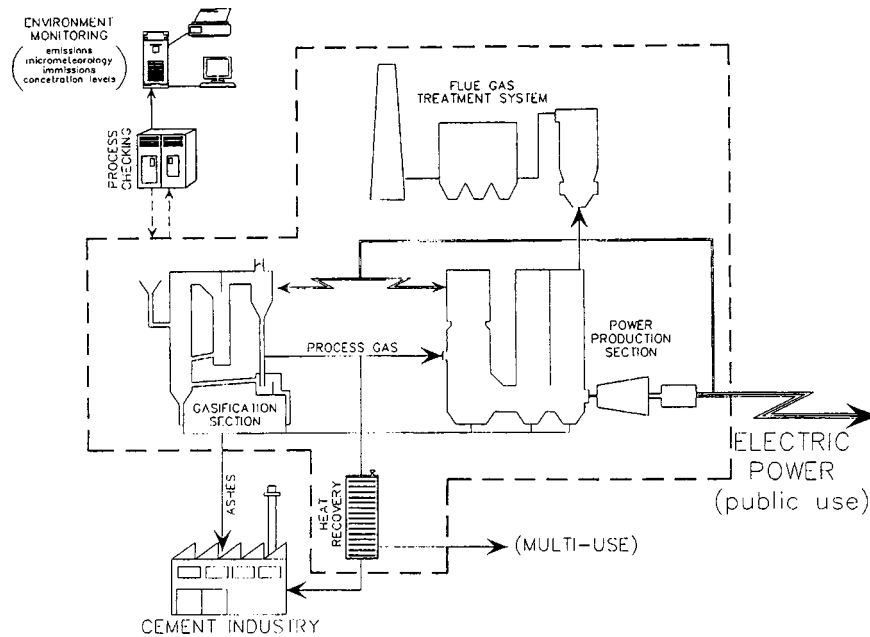 ENVIRONMENT
MONITORING
(emissions
micrometeorology
immissions
concetration levels)
PROCESS
CHECKING
FLUE GAS
TREATMENT SYSTEM
POWER
PRODUCTION
SECTION
PROCESS GAS
GASIFICATION
SECTION
ELECTRIC
POWER
(public use)
ASHES
HEAT
RECOVERY
(MULTI-USE)
CEMENT INDUSTRY